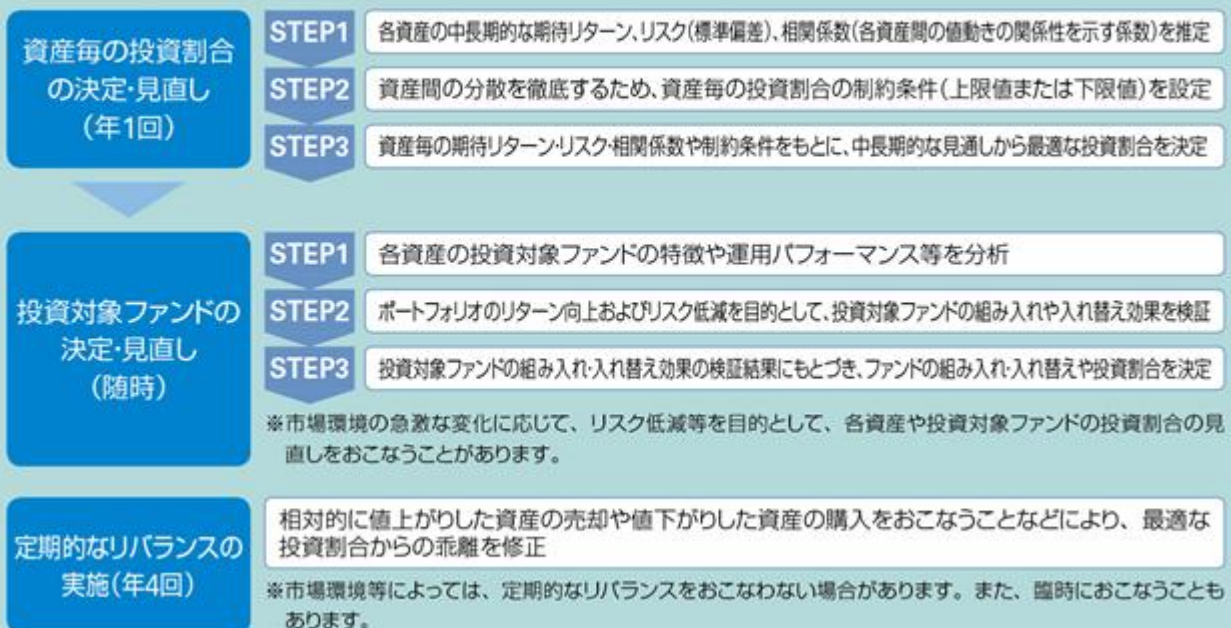 資産毎の投資割合
の決定・見直し
(年1回)
STEP1
各資産の中長期的な期待リターン、リスク(標準偏差)、相関係数(各資産間の値動きの関係性を示す係数)を推定
STEP2
資産間の分散を徹底するため、資産毎の投資割合の制約条件(上限値または下限値)を設定
STEP3
資産毎の期待リターン・リスク・相関係数や制約条件をもとに、中長期的な見通しから最適な投資割合を決定
投資対象ファンドの
決定・見直し
(随時)
STEP1
各資産の投資対象ファンドの特徴や運用パフォーマンス等を分析
STEP2
ポートフォリオのリターン向上およびリスク低減を目的として、投資対象ファンドの組み入れや入れ替え効果を検証
STEP3
投資対象ファンドの組み入れ・入れ替え効果の検証結果にもとづき、ファンドの組み入れ・入れ替えや投資割合を決定
※市場環境の急激な変化に応じて、リスク低減等を目的として、各資産や投資対象ファンドの投資割合の見
直しをおこなうことがあります。
定期的なリバランスの
実施(年4回)
相対的に値上がりした資産の売却や値下がりした資産の購入をおこなうことなどにより、最適な
投資割合からの乖離を修正
※市場環境等によっては、定期的なリバランスをおこなわない場合があります。また、臨時におこなうことも
あります。